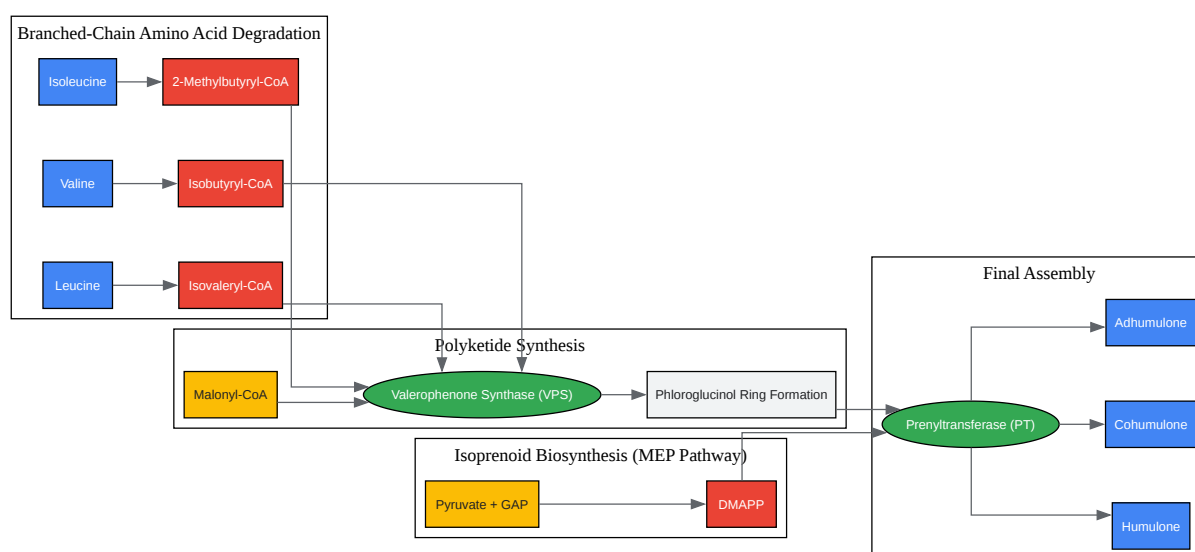 Branched-Chain Amino Acid Degradation
Isoleucine
2-Methylbutyryl-CoA
Valine
Isobutyryl-CoA
Leucine
Isovaleryl-CoA
Polyketide Synthesis
Malonyl-CoA
Valerophenone Synthase (VPS)
Phloroglucinol Ring Formation
Isoprenoid Biosynthesis (MEP Pathway)
Pyruvate + GAP
DMAPP
Final Assembly
Prenyltransferase (PT)
Adhumulone
Cohumulone
Humulone